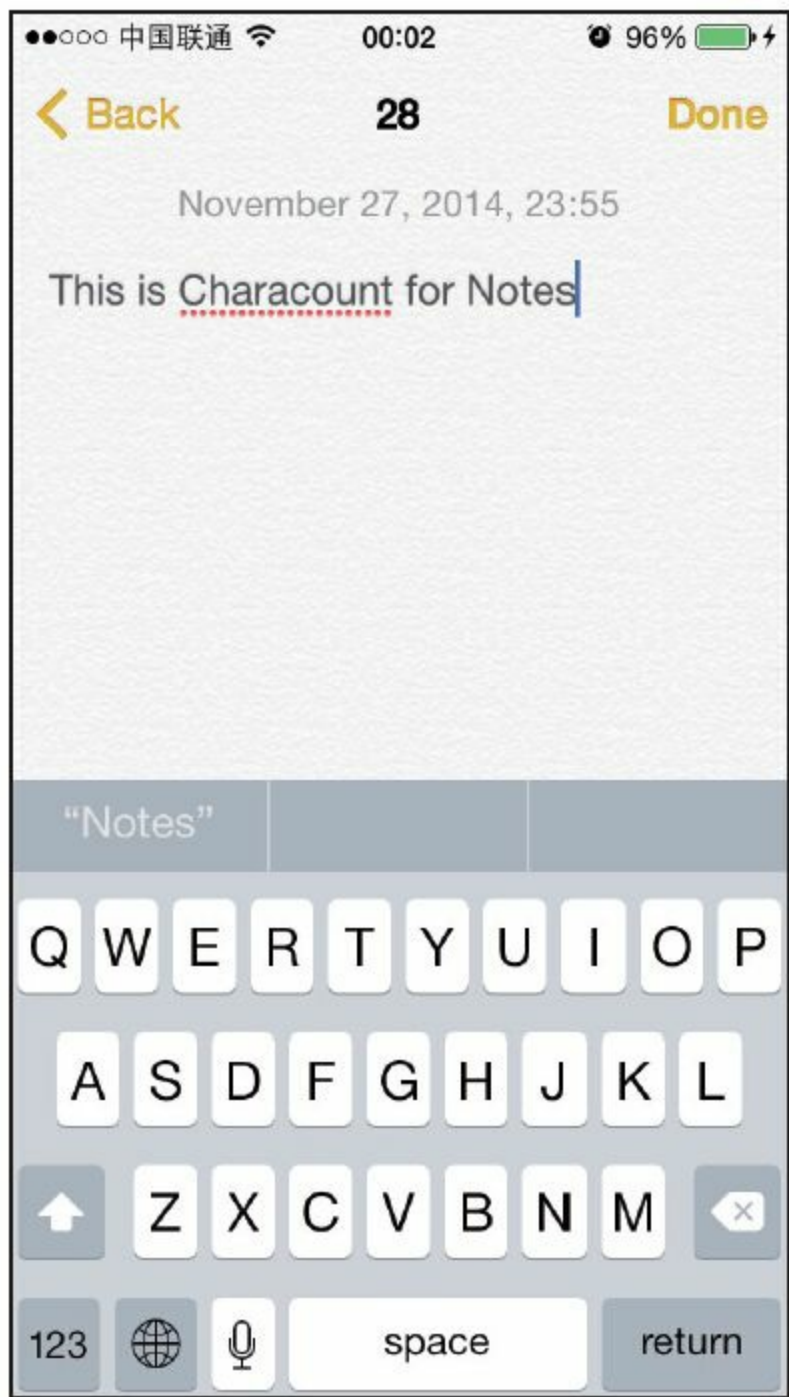 中国联通 00:02 96%
Back 28 Done
November 27, 2014, 23:55
This is Characount for Notes
“Notes”
Q W E R T Y U I O P
A S D F G H J K L
Z X C V B N M
123 space return